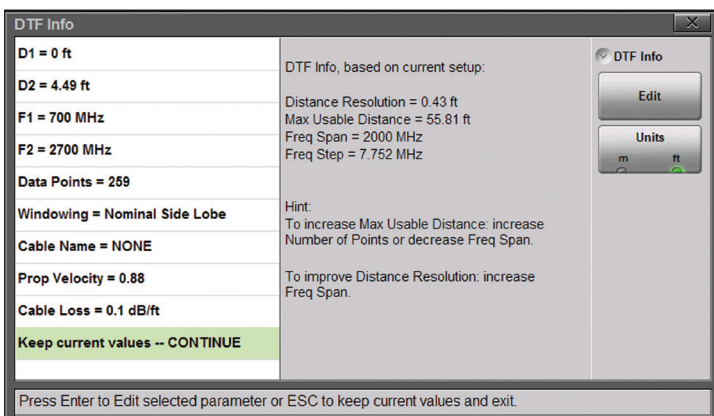 DTF Info
D1 = 0 ft
D2 = 4.49 ft
F1 = 700 MHz
F2 = 2700 MHz
Data Points = 259
Windowing = Nominal Side Lobe
Cable Name = NONE
Prop Velocity = 0.88
Cable Loss = 0.1 dB/ft
Keep current values -- CONTINUE
DTF Info, based on current setup:
Distance Resolution = 0.43 ft
Max Usable Distance = 55.81 ft
Freq Span = 2000 MHz
Freq Step = 7.752 MHz
Hint:
To increase Max Usable Distance: increase
Number of Points or decrease Freq Span.
To improve Distance Resolution: increase
Freq Span.
DTF Info
Edit
Units
m ft
Press Enter to Edit selected parameter or ESC to keep current values and exit.